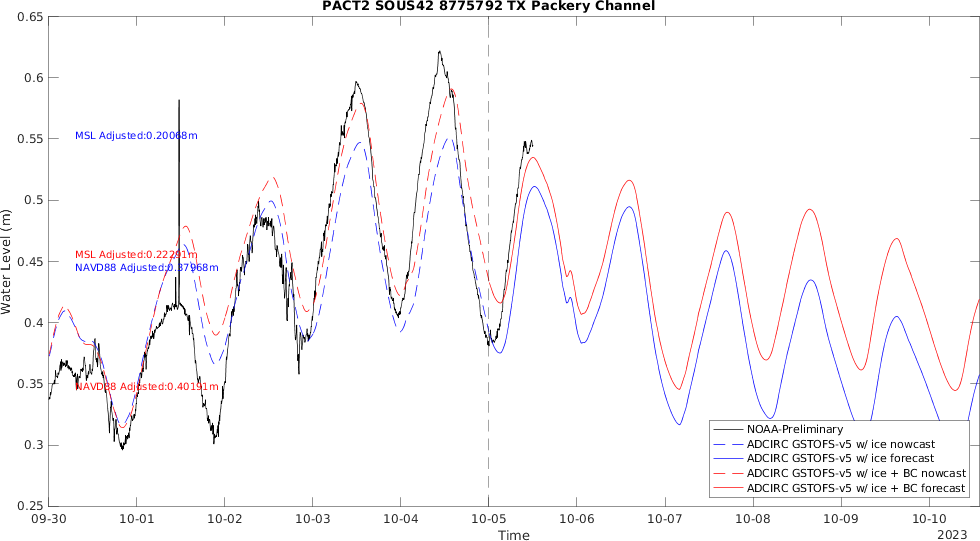 PACT2 SOUS42 8775792 TX Packery Channel
0.65
0.6
0.55
0.5
0.45
0.4
0.35
0.3
0.25
Water Level (m)
MSL Adjusted:0.20068m
MSL Adjusted:0.22291m
NAVD88 Adjusted:0.37968m
NAVD88 Adjusted:0.40191m
NOAA-Preliminary
ADCIRC GSTOFS-v5 w/ ice nowcast
ADCIRC GSTOFS-v5 w/ ice forecast
ADCIRC GSTOFS-v5 w/ ice + BC nowcast
ADCIRC GSTOFS-v5 w/ ice + BC forecast
09-30 10-01 10-02 10-03 10-04 10-05 10-06 10-07 10-08 10-09 10-10
Time
2023